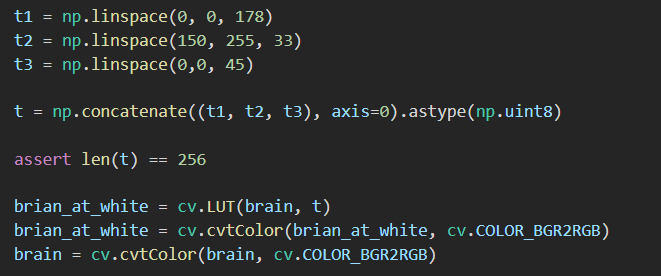 t1 = np.linspace(0, 0, 178)
t2 = np.linspace(150, 255, 33)
t3 = np.linspace(0,0, 45)
t = np.concatenate((t1, t2, t3), axis=0).astype(np.uint8)
assert len(t) == 256
brian_at_white = cv.LUT(brain, t)
brian_at_white = cv.cvtColor(brian_at_white, cv.COLOR_BGR2RGB)
brain = cv.cvtColor(brain, cv.COLOR_BGR2RGB)